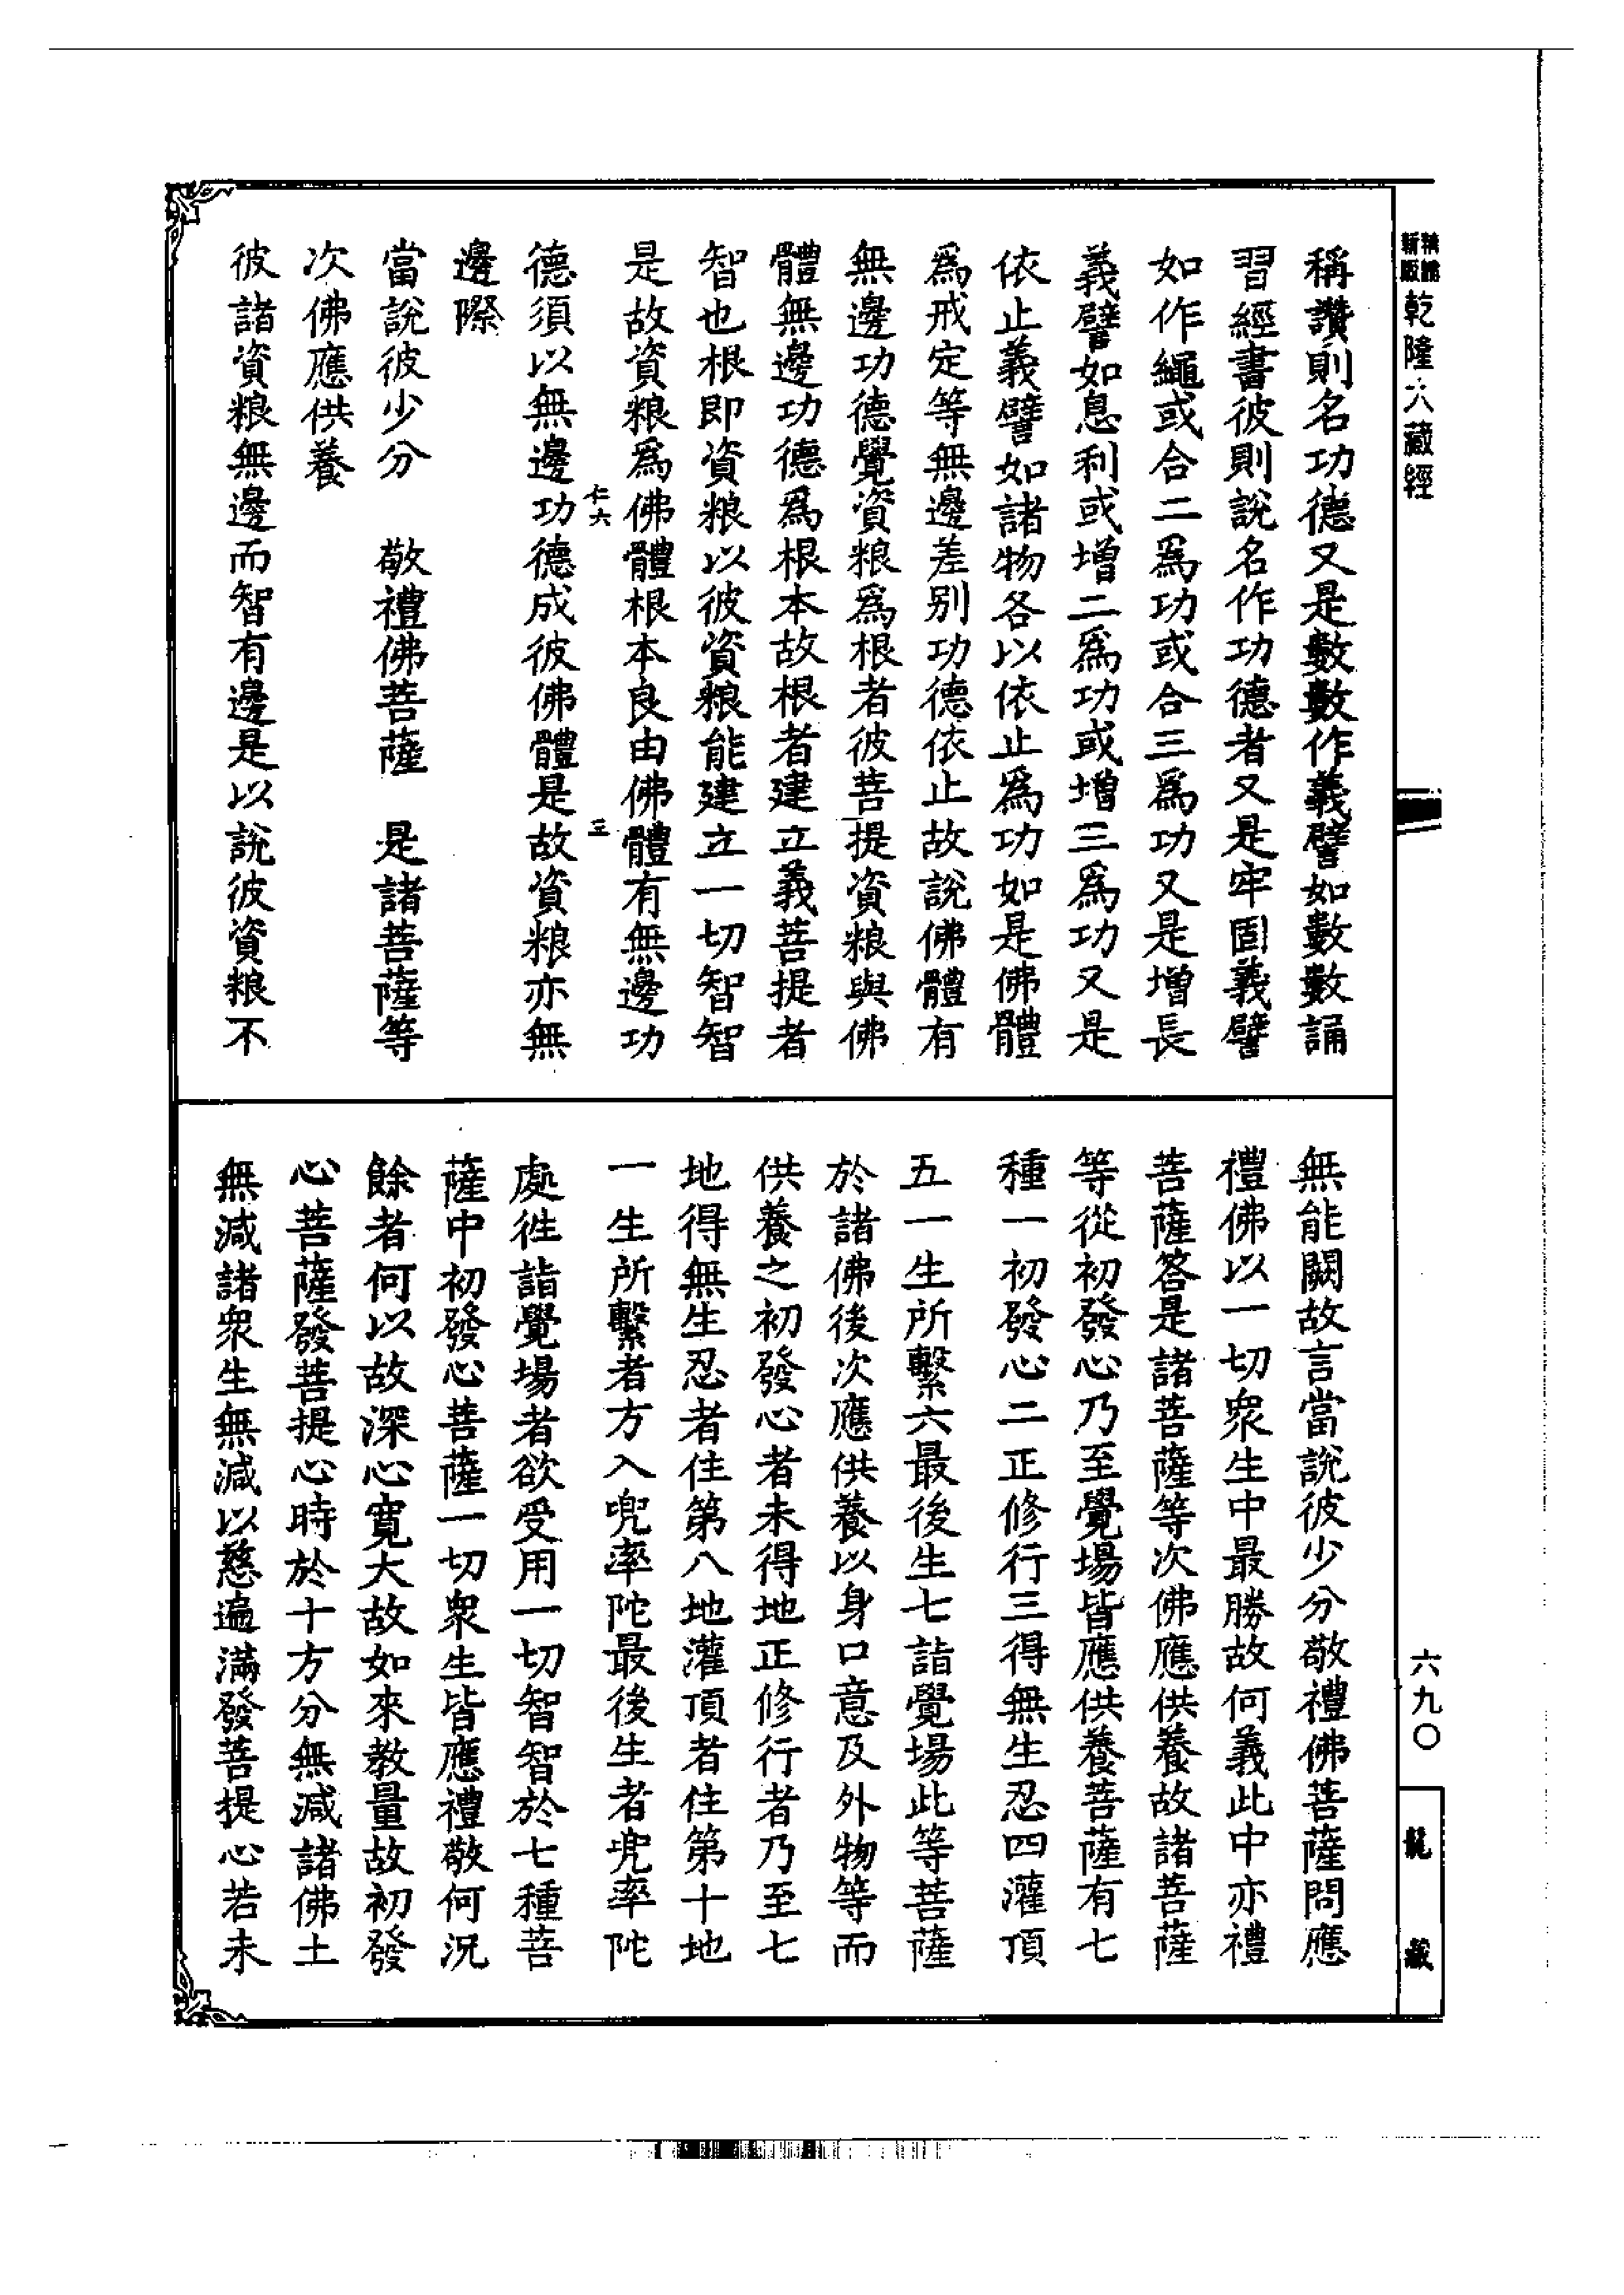 新版
精諧
乾隆大藏經
六九〇
龍藏
稱讚則名功德又是數數作義譬如數數誦
習經書彼則說名作功德者又是牢固義譬
如作繩或合二為功或合三為功又是增長
義譬如息利或增二為功或增三為功又是
依止義譬如諸物各以依止為功如是佛體
為戒定等無邊差別功德依止故說佛體有
無邊功德覺資粮為根者彼菩提資粮與佛
體無邊功德為根本故根者建立義菩提者
智也根即資粮以彼資粮能建立一切智智
是故資粮為佛體根本良由佛體有無邊功
仁六
三
德須以無邊功德成彼佛體是故資粮亦無
邊際
當說彼少分 敬禮佛菩薩 是諸菩薩等
次佛應供養
彼諸資粮無邊而智有邊是以說彼資粮不
無能闕故言當說彼少分敬禮佛菩薩問應
禮佛以一切眾生中最勝故何義此中亦禮
菩薩答是諸菩薩等次佛應供養故諸菩薩
等從初發心乃至覺場皆應供養菩薩有七
種一初發心二正修行三得無生忍四灌頂
五一生所繫六最後生七詣覺場此等菩薩
於諸佛後次應供養以身口意及外物等而
供養之初發心者未得地正修行者乃至七
地得無生忍者住第八地灌頂者住第十地
一生所繫者方入兜率陀最後生者兜率陀
處徃詣覺場者欲受用一切智智於七種菩
薩中初發心菩薩一切眾生皆應禮敬何況
餘者何以故深心寬大故如來教量故初發
心菩薩發菩提心時於十方分無減諸佛土
無減諸眾生無減以慈遍滿發菩提心若未